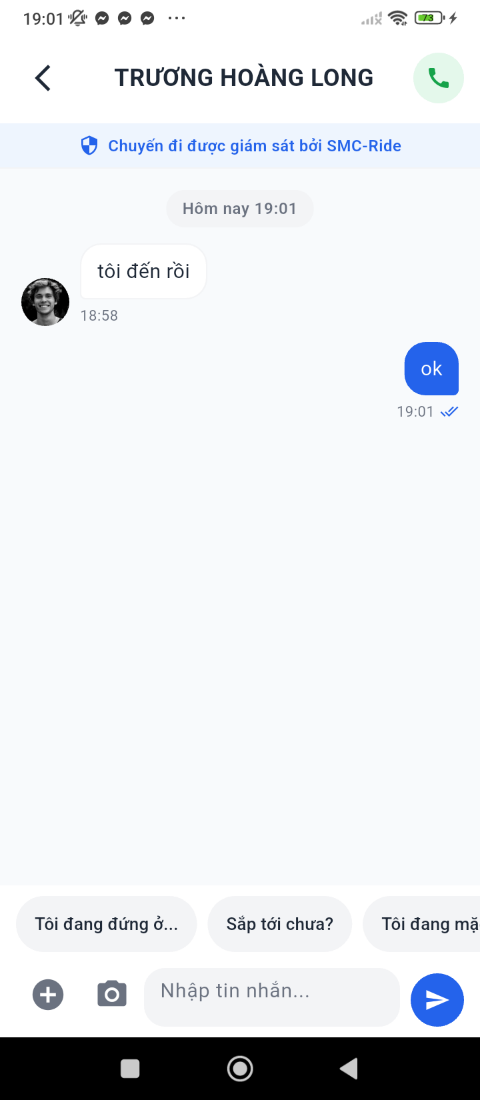 19:01
73
TRƯƠNG HOÀNG LONG
Chuyến đi được giám sát bởi SMC-Ride
Hôm nay 19:01
tôi đến rồi
18:58
ok
19:01
Tôi đang đứng ở...
Sắp tới chưa?
Tôi đang mặ
Nhập tin nhắn...